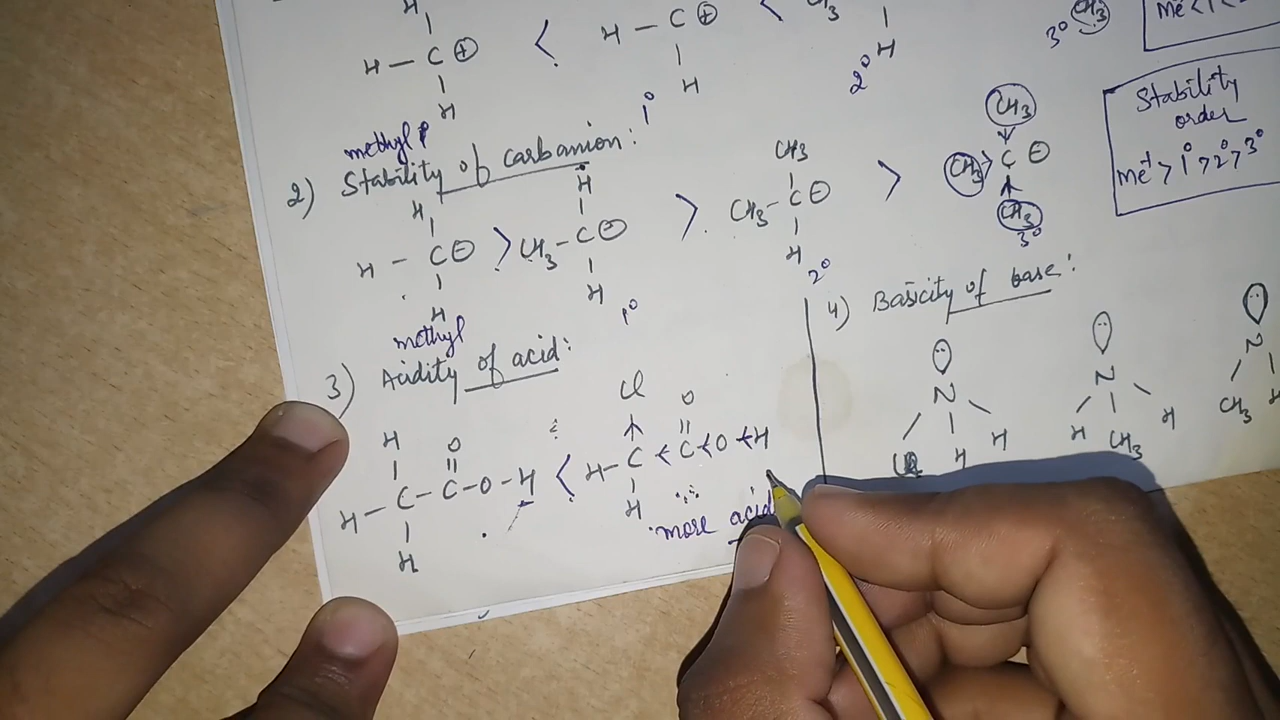 H
H – C ⊕ < H – C ⊕ < CH3
H H H
methyl 1° 2° 3° CH3
Me < 1 <
2) Stability of carbanion:
H H CH3 CH3
H – C ⊖ > CH3 – C ⊖ > CH3 – C ⊖ > CH3 > C ⊖
H H H CH3
methyl 1° 2° 3°
Stability
order
Me > 1° > 2° > 3°
3) Acidity of acid:
H O Cl O
H – C – C – O – H < H – C C O H
H H
more acid
4) Basicity of base:
N N N
H H H CH3 H CH3 H